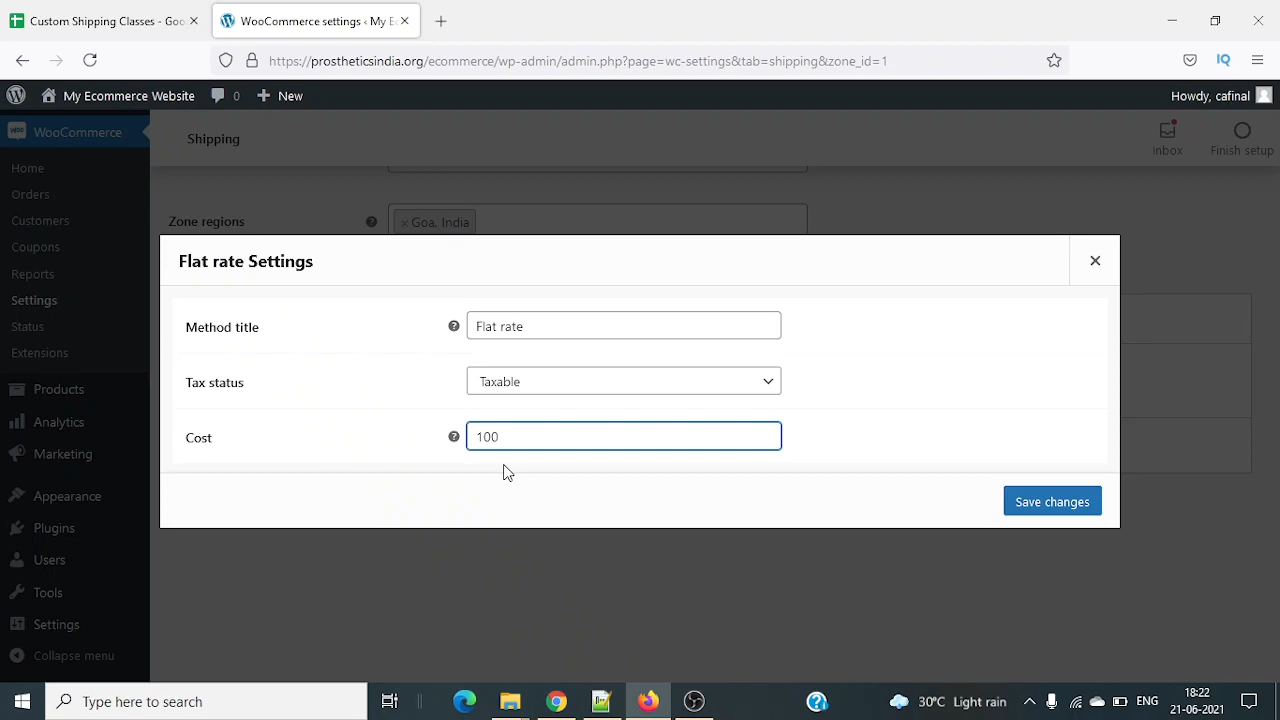 Custom Shipping Classes - Goo
WooCommerce settings ‹ My E
https://prostheticsindia.org/ecommerce/wp-admin/admin.php?page=wc-settings&tab=shipping&zone_id=1
IQ
My Ecommerce Website
0
New
Howdy, cafinal
Woo
WooCommerce
Shipping
Inbox
Finish setup
Home
Orders
Customers
Coupons
Reports
Settings
Status
Extensions
Products
Analytics
Marketing
Appearance
Plugins
Users
Tools
Settings
Collapse menu
Zone regions
× Goa, India
Flat rate Settings
Method title
Flat rate
Tax status
Taxable
Cost
100
Save changes
Type here to search
30°C Light rain
ENG
18:22
21-06-2021